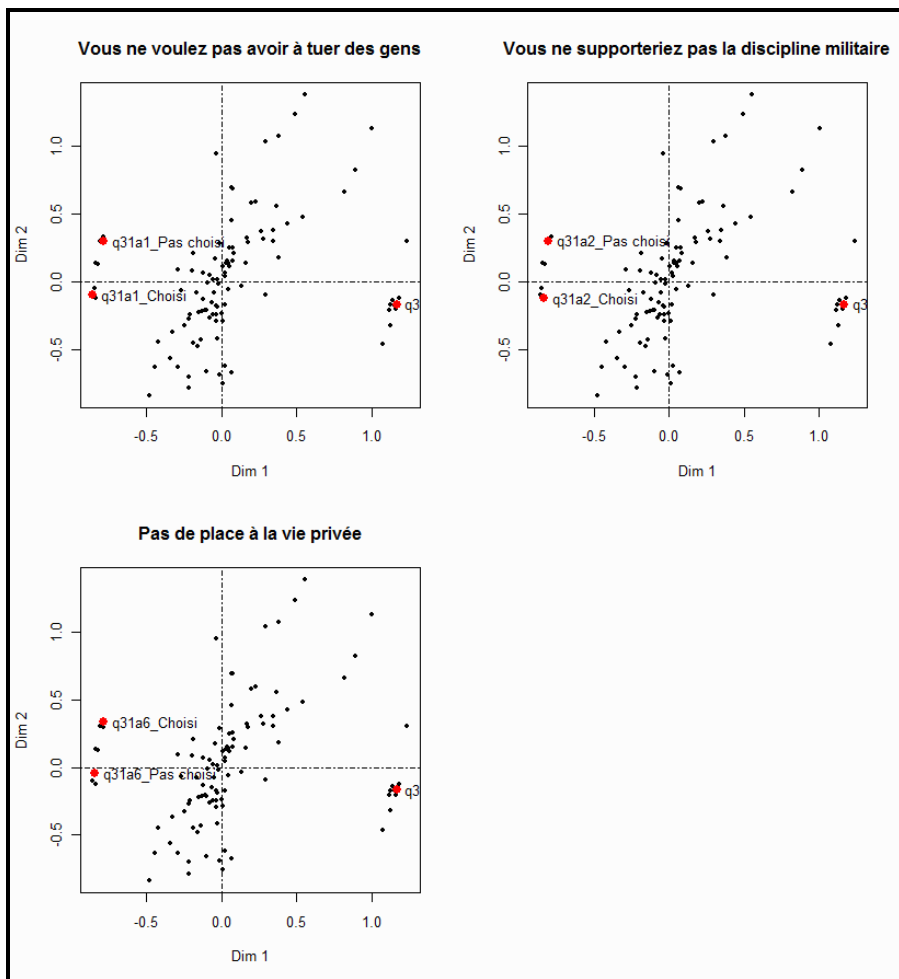 Vous ne voulez pas avoir à tuer des gens
Dim 2
1.0
0.5
0.0
-0.5
q31a1_Pas choisi
q31a1_Choisi
q3
-0.5
0.0
0.5
1.0
Dim 1
Vous ne supporteriez pas la discipline militaire
Dim 2
1.0
0.5
0.0
-0.5
q31a2_Pas choisi
q31a2_Choisi
q3
-0.5
0.0
0.5
1.0
Dim 1
Pas de place à la vie privée
Dim 2
1.0
0.5
0.0
-0.5
q31a6_Choisi
q31a6_Pas choisi
q3
-0.5
0.0
0.5
1.0
Dim 1